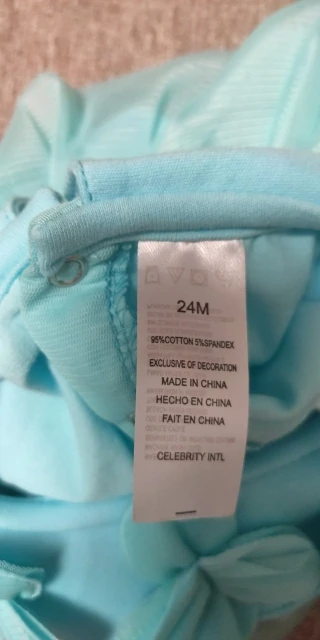 24M
95%COTTON 5%SPANDEX
EXCLUSIVE OF DECORATION
MADE IN CHINA
HECHO EN CHINA
FAIT EN CHINA
CELEBRITY INTL